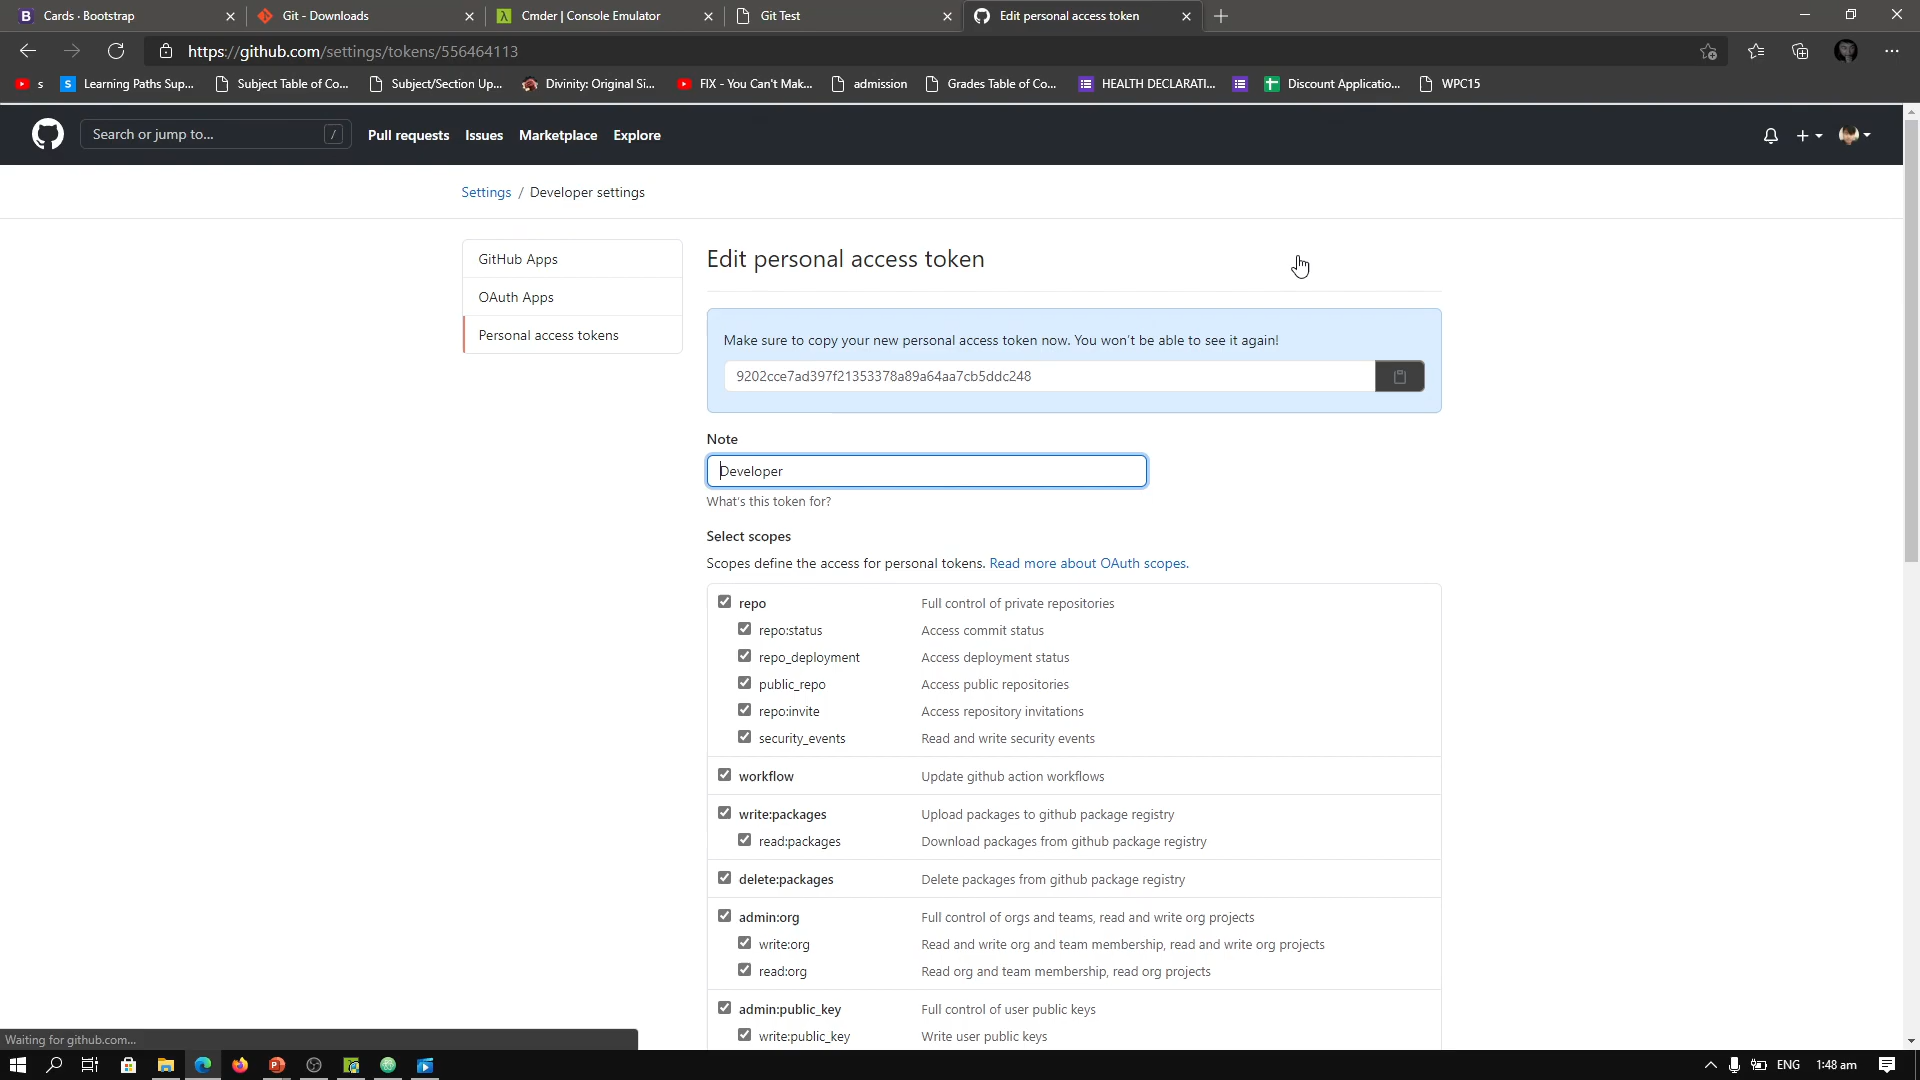 Cards · Bootstrap
Git - Downloads
Cmder | Console Emulator
Git Test
Edit personal access token
https://github.com/settings/tokens/556464113
s
Learning Paths Sup...
Subject Table of Co...
Subject/Section Up...
Divinity: Original Si...
FIX - You Can't Mak...
admission
Grades Table of Co...
HEALTH DECLARATI...
Discount Applicatio...
WPC15
Search or jump to...
/
Pull requests
Issues
Marketplace
Explore
Settings / Developer settings
GitHub Apps
OAuth Apps
Personal access tokens
Edit personal access token
Make sure to copy your new personal access token now. You won't be able to see it again!
9202cce7ad397f21353378a89a64aa7cb5ddc248
Note
Developer
What's this token for?
Select scopes
Scopes define the access for personal tokens. Read more about OAuth scopes.
repo Full control of private repositories
repo:status Access commit status
repo_deployment Access deployment status
public_repo Access public repositories
repo:invite Access repository invitations
security_events Read and write security events
workflow Update github action workflows
write:packages Upload packages to github package registry
read:packages Download packages from github package registry
delete:packages Delete packages from github package registry
admin:org Full control of orgs and teams, read and write org projects
write:org Read and write org and team membership, read and write org projects
read:org Read org and team membership, read org projects
admin:public_key Full control of user public keys
write:public_key Write user public keys
Waiting for github.com...
ENG
1:48 am